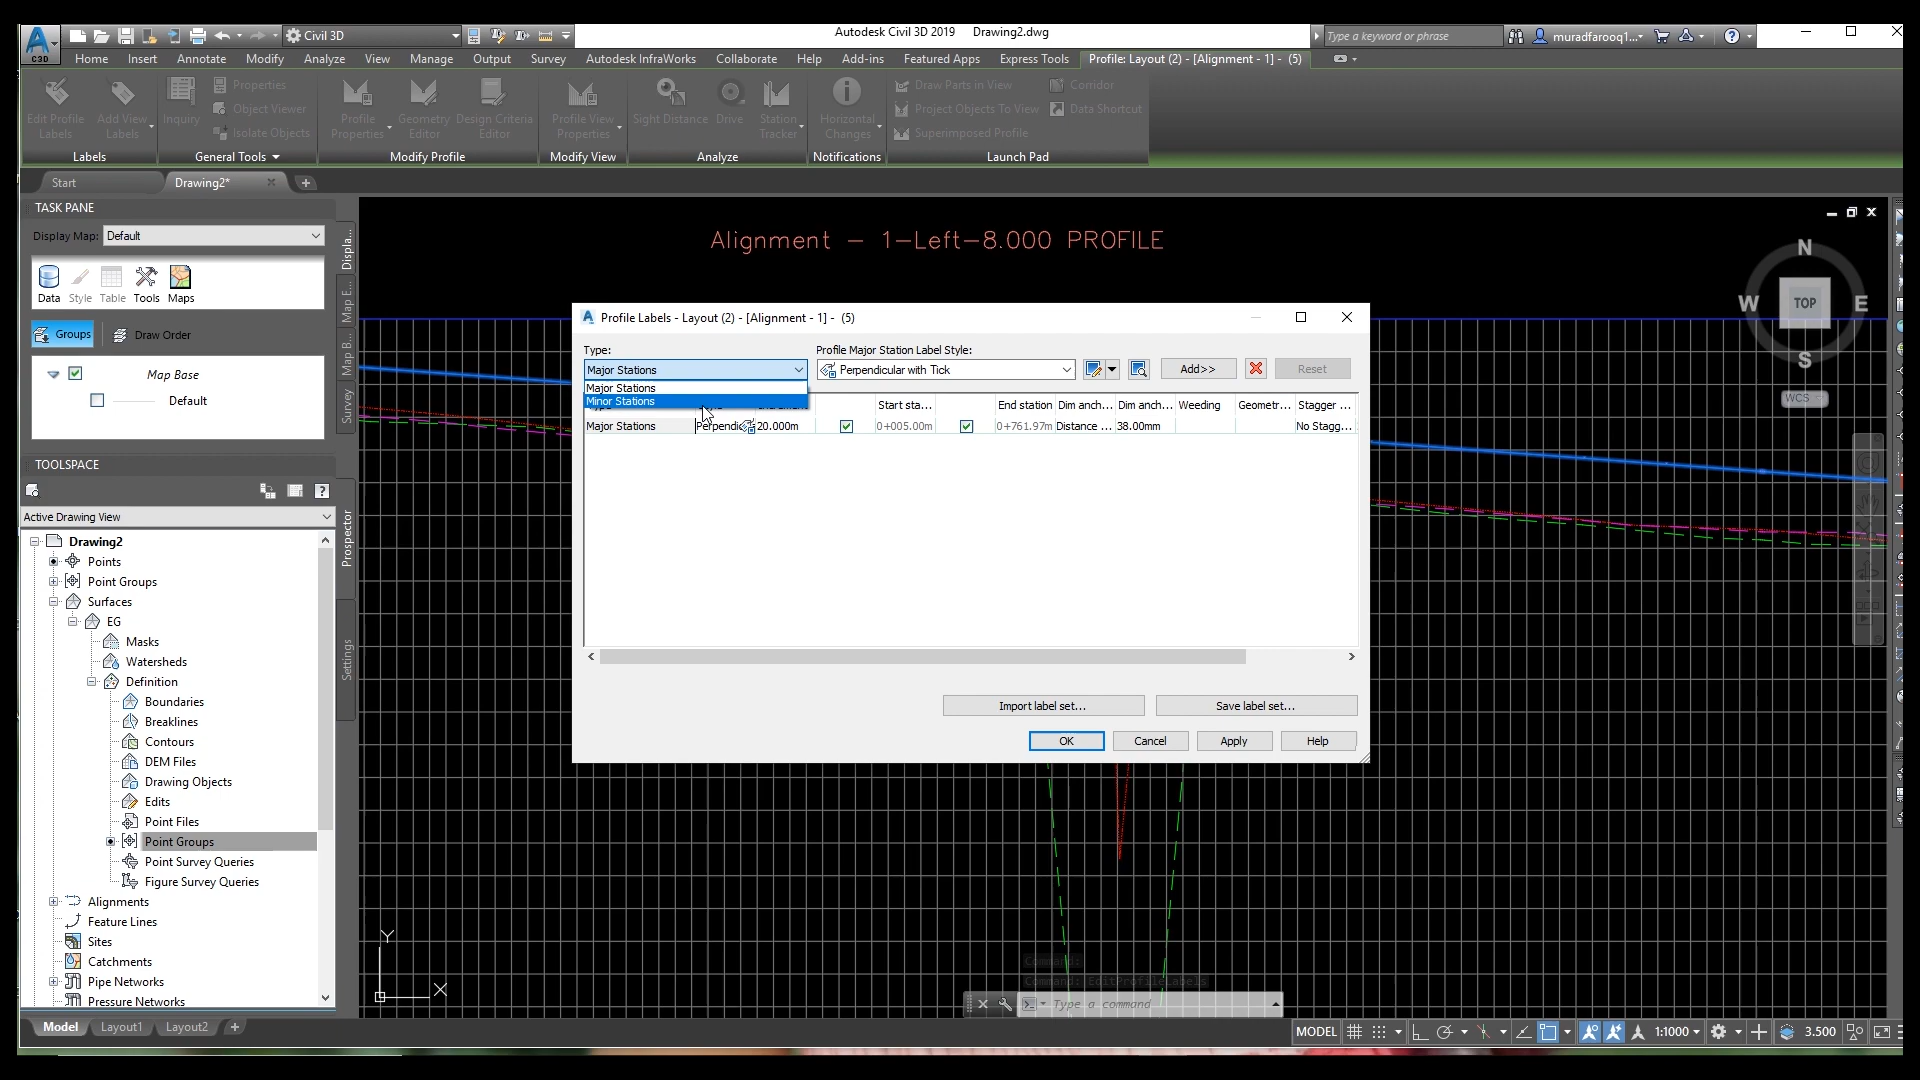 C3D
Civil 3D
Autodesk Civil 3D 2019 Drawing2.dwg
Type a keyword or phrase
muradfarooq1...
Home Insert Annotate Modify Analyze View Manage Output Survey Autodesk InfraWorks Collaborate Help Add-ins Featured Apps Express Tools Profile: Layout (2) - [Alignment - 1] - (5)
Edit Profile Labels
Add View Labels
Inquiry
Properties
Object Viewer
Isolate Objects
Profile Properties
Geometry Editor
Design Criteria Editor
Profile View Properties
Sight Distance
Drive
Station Tracker
Horizontal Changes
Draw Parts in View
Project Objects To View
Superimposed Profile
Corridor
Data Shortcut
Labels General Tools Modify Profile Modify View Analyze Notifications Launch Pad
Start Drawing2*
TASK PANE
Display Map: Default
Data Style Table Tools Maps
Groups Draw Order
Map Base
Default
Displa...
Map E...
Map B...
Survey
TOOLSPACE
Active Drawing View
Prospector
Settings
Drawing2
Points
Point Groups
Surfaces
EG
Masks
Watersheds
Definition
Boundaries
Breaklines
Contours
DEM Files
Drawing Objects
Edits
Point Files
Point Groups
Point Survey Queries
Figure Survey Queries
Alignments
Feature Lines
Sites
Catchments
Pipe Networks
Pressure Networks
Alignment - 1-Left-8.000 PROFILE
N
W TOP E
S
WCS
Profile Labels - Layout (2) - [Alignment - 1] - (5)
Type:
Profile Major Station Label Style:
Major Stations
Perpendicular with Tick
Add>>
Reset
Major Stations
Minor Stations
Start sta... End station Dim anch... Dim anch... Weeding Geometr... Stagger ...
Major Stations Perpendic 20.000m 0+005.00m 0+761.97m Distance ... 38.00mm No Stagg...
Import label set... Save label set...
OK Cancel Apply Help
Y
X
Command:
Command: EditProfileLabels
Type a command
Model Layout1 Layout2
MODEL 1:1000 3.500